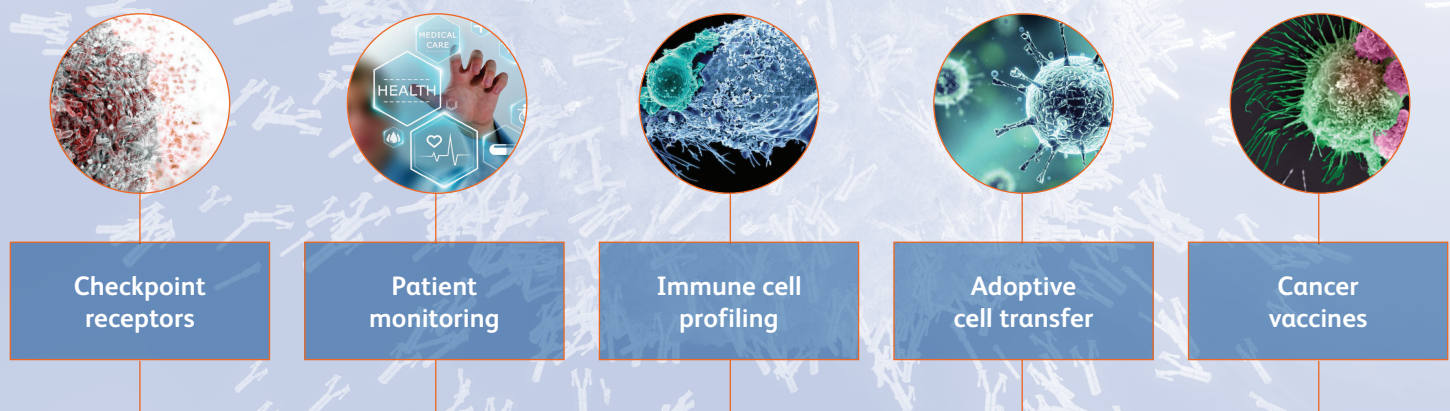 MEDICAL
CARE
HEALTH
Checkpoint
receptors
Patient
monitoring
Immune cell
profiling
Adoptive
cell transfer
Cancer
vaccines